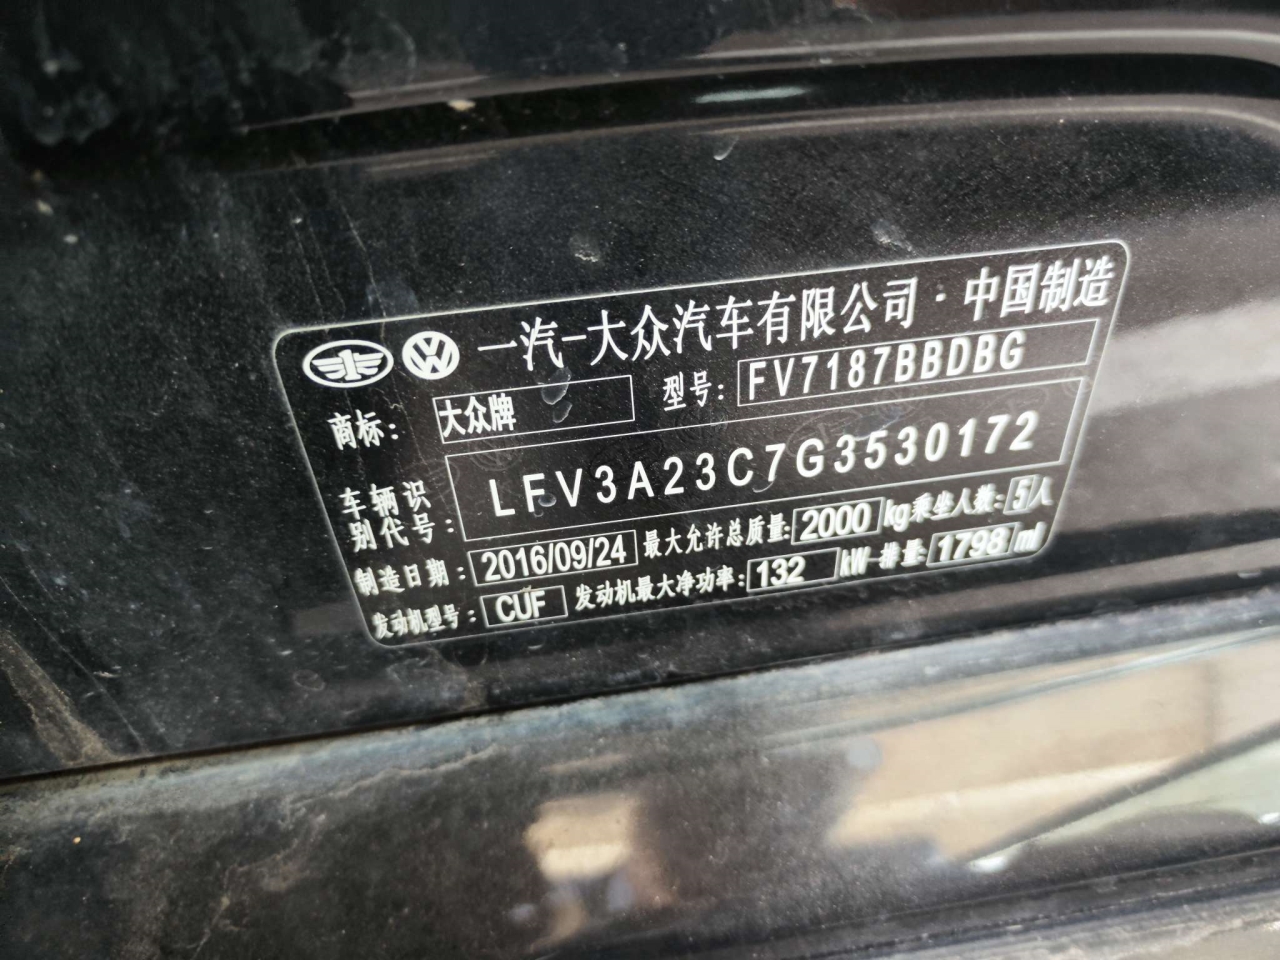 一汽-大众汽车有限公司·中国制造
商标: 大众牌 型号: FV7187BBDBG
车辆识别代号: LFV3A23C7G3530172
制造日期: 2016/09/24 最大允许总质量: 2000 kg 乘坐人数: 5 人
发动机型号: CUF 发动机最大净功率: 132 kW 排量: 1798 ml